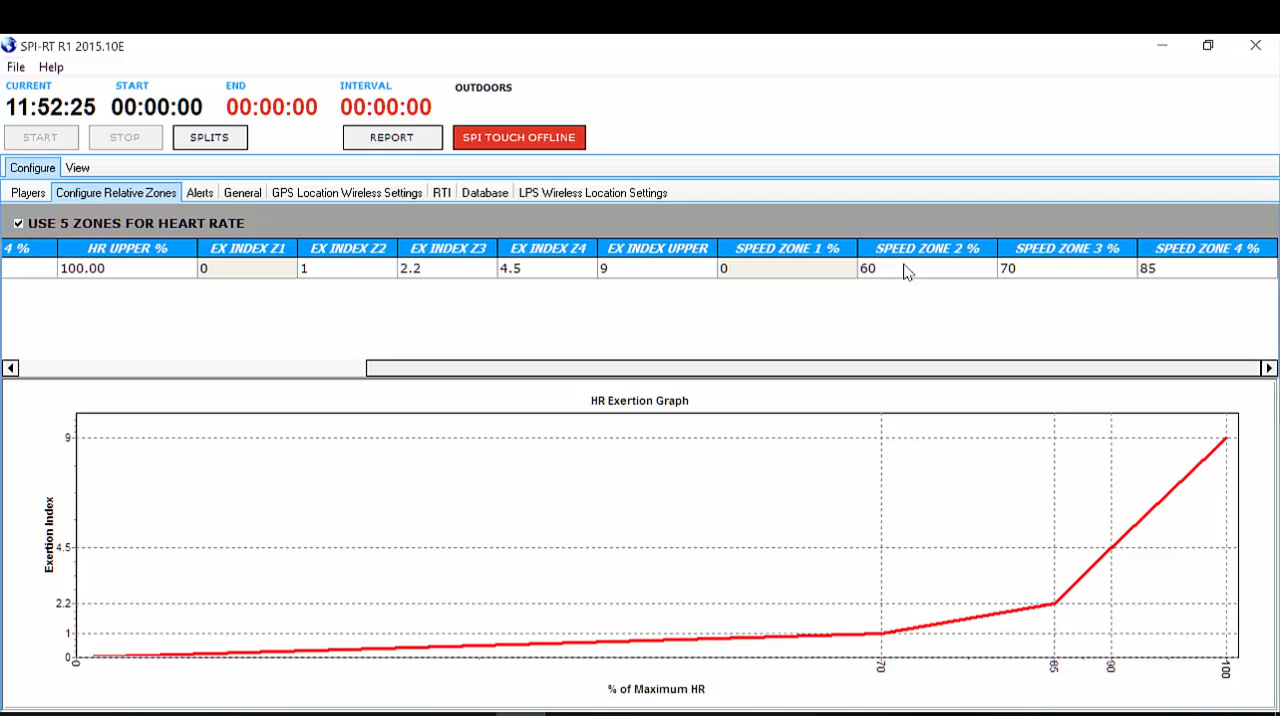 SPI-RT R1 2015.10E
File Help
CURRENT START END INTERVAL OUTDOORS
11:52:25 00:00:00 00:00:00 00:00:00
START STOP SPLITS REPORT SPI TOUCH OFFLINE
Configure View
Players Configure Relative Zones Alerts General GPS Location Wireless Settings RTI Database LPS Wireless Location Settings
USE 5 ZONES FOR HEART RATE
4 % HR UPPER % EX INDEX Z1 EX INDEX Z2 EX INDEX Z3 EX INDEX Z4 EX INDEX UPPER SPEED ZONE 1 % SPEED ZONE 2 % SPEED ZONE 3 % SPEED ZONE 4 %
100.00 0 1 2.2 4.5 9 0 60 70 85
HR Exertion Graph
9
4.5
2.2
1
0
Exertion Index
0 70 85 90 100
% of Maximum HR